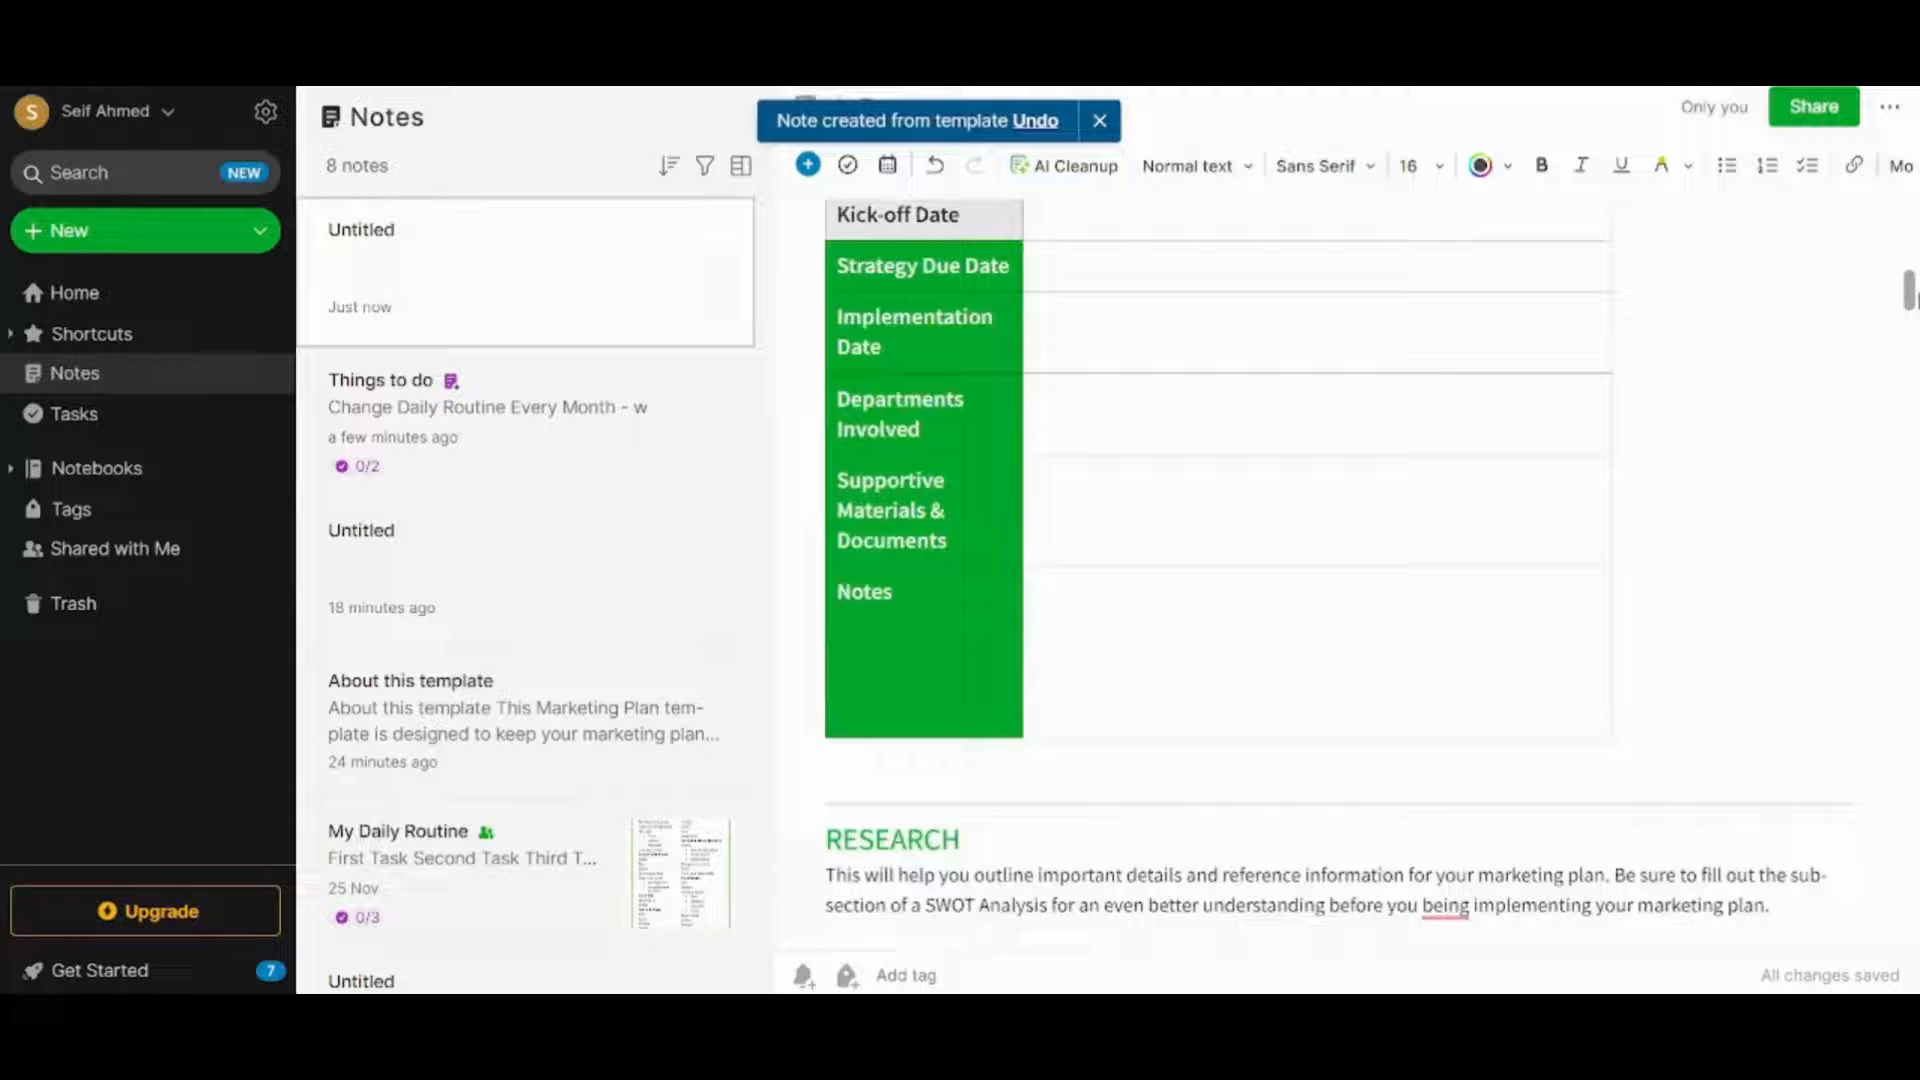 S
Seif Ahmed
Search
NEW
New
Home
Shortcuts
Notes
Tasks
Notebooks
Tags
Shared with Me
Trash
Upgrade
Get Started
7
Notes
8 notes
Untitled
Just now
Things to do
Change Daily Routine Every Month - w
a few minutes ago
0/2
Untitled
18 minutes ago
About this template
About this template This Marketing Plan tem-
plate is designed to keep your marketing plan...
24 minutes ago
My Daily Routine
First Task Second Task Third T...
25 Nov
0/3
Untitled
Note created from template Undo
Only you
Share
AI Cleanup
Normal text
Sans Serif
16
B
I
U
A
Mo
Kick-off Date
Strategy Due Date
Implementation
Date
Departments
Involved
Supportive
Materials &
Documents
Notes
RESEARCH
This will help you outline important details and reference information for your marketing plan. Be sure to fill out the sub-
section of a SWOT Analysis for an even better understanding before you being implementing your marketing plan.
Add tag
All changes saved